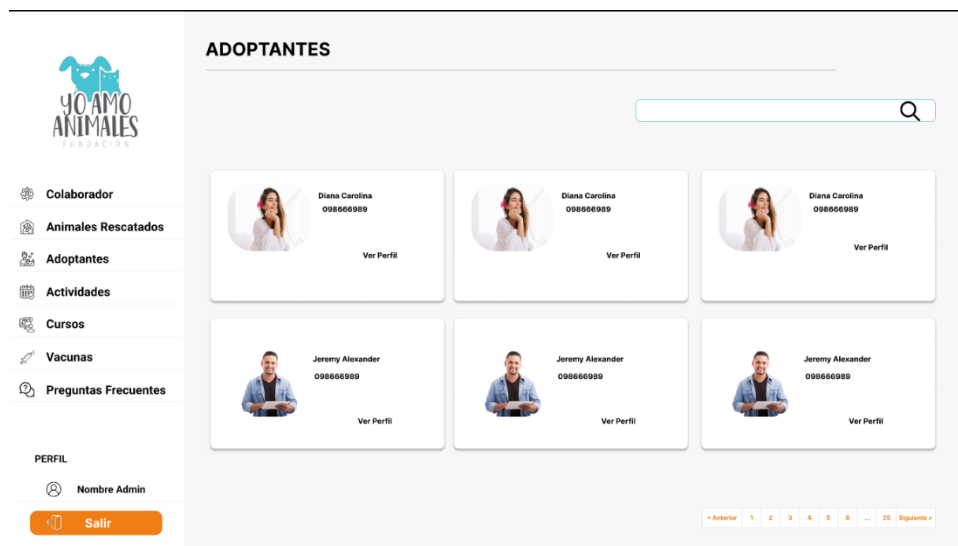 YO AMO
ANIMALES
FUNDACIÓN
Colaborador
Animales Rescatados
Adoptantes
Actividades
Cursos
Vacunas
Preguntas Frecuentes
PERFIL
Nombre Admin
Salir
ADOPTANTES
Diana Carolina
098666989
Ver Perfil
Diana Carolina
098666989
Ver Perfil
Diana Carolina
098666989
Ver Perfil
Jeremy Alexander
098666989
Ver Perfil
Jeremy Alexander
098666989
Ver Perfil
Jeremy Alexander
098666989
Ver Perfil
< Anterior 1 2 3 4 5 6 ... 25 Siguiente >